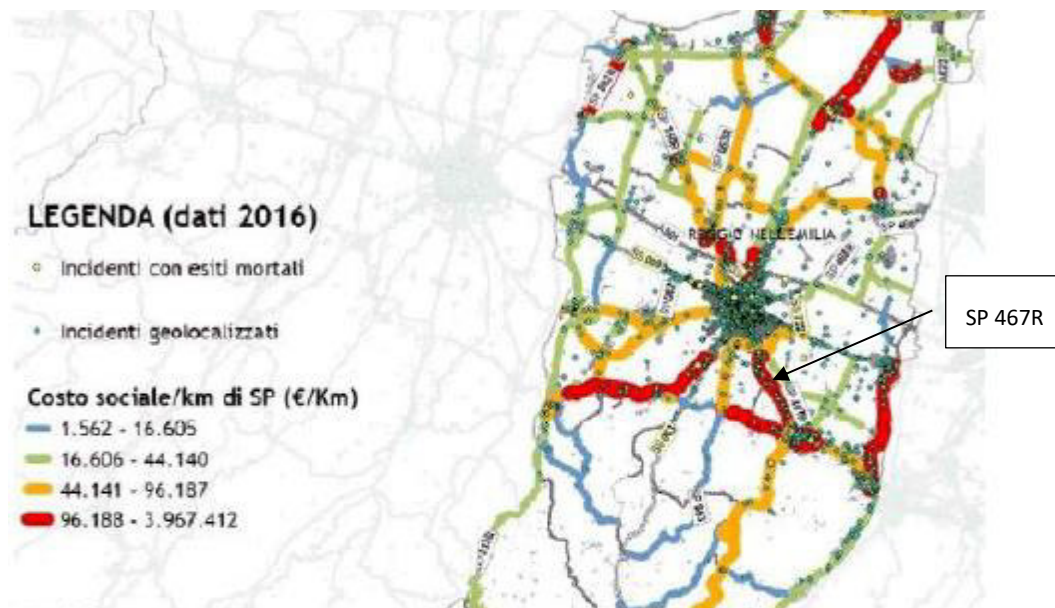 REGGIO NELL'EMILIA
LEGENDA (dati 2016)
Incidenti con esiti mortali
Incidenti geolocalizzati
Costo sociale/km di SP (€/Km)
1.562 - 16.605
16.606 - 44.140
44.141 - 96.187
96.188 - 3.967.412
SP 467R